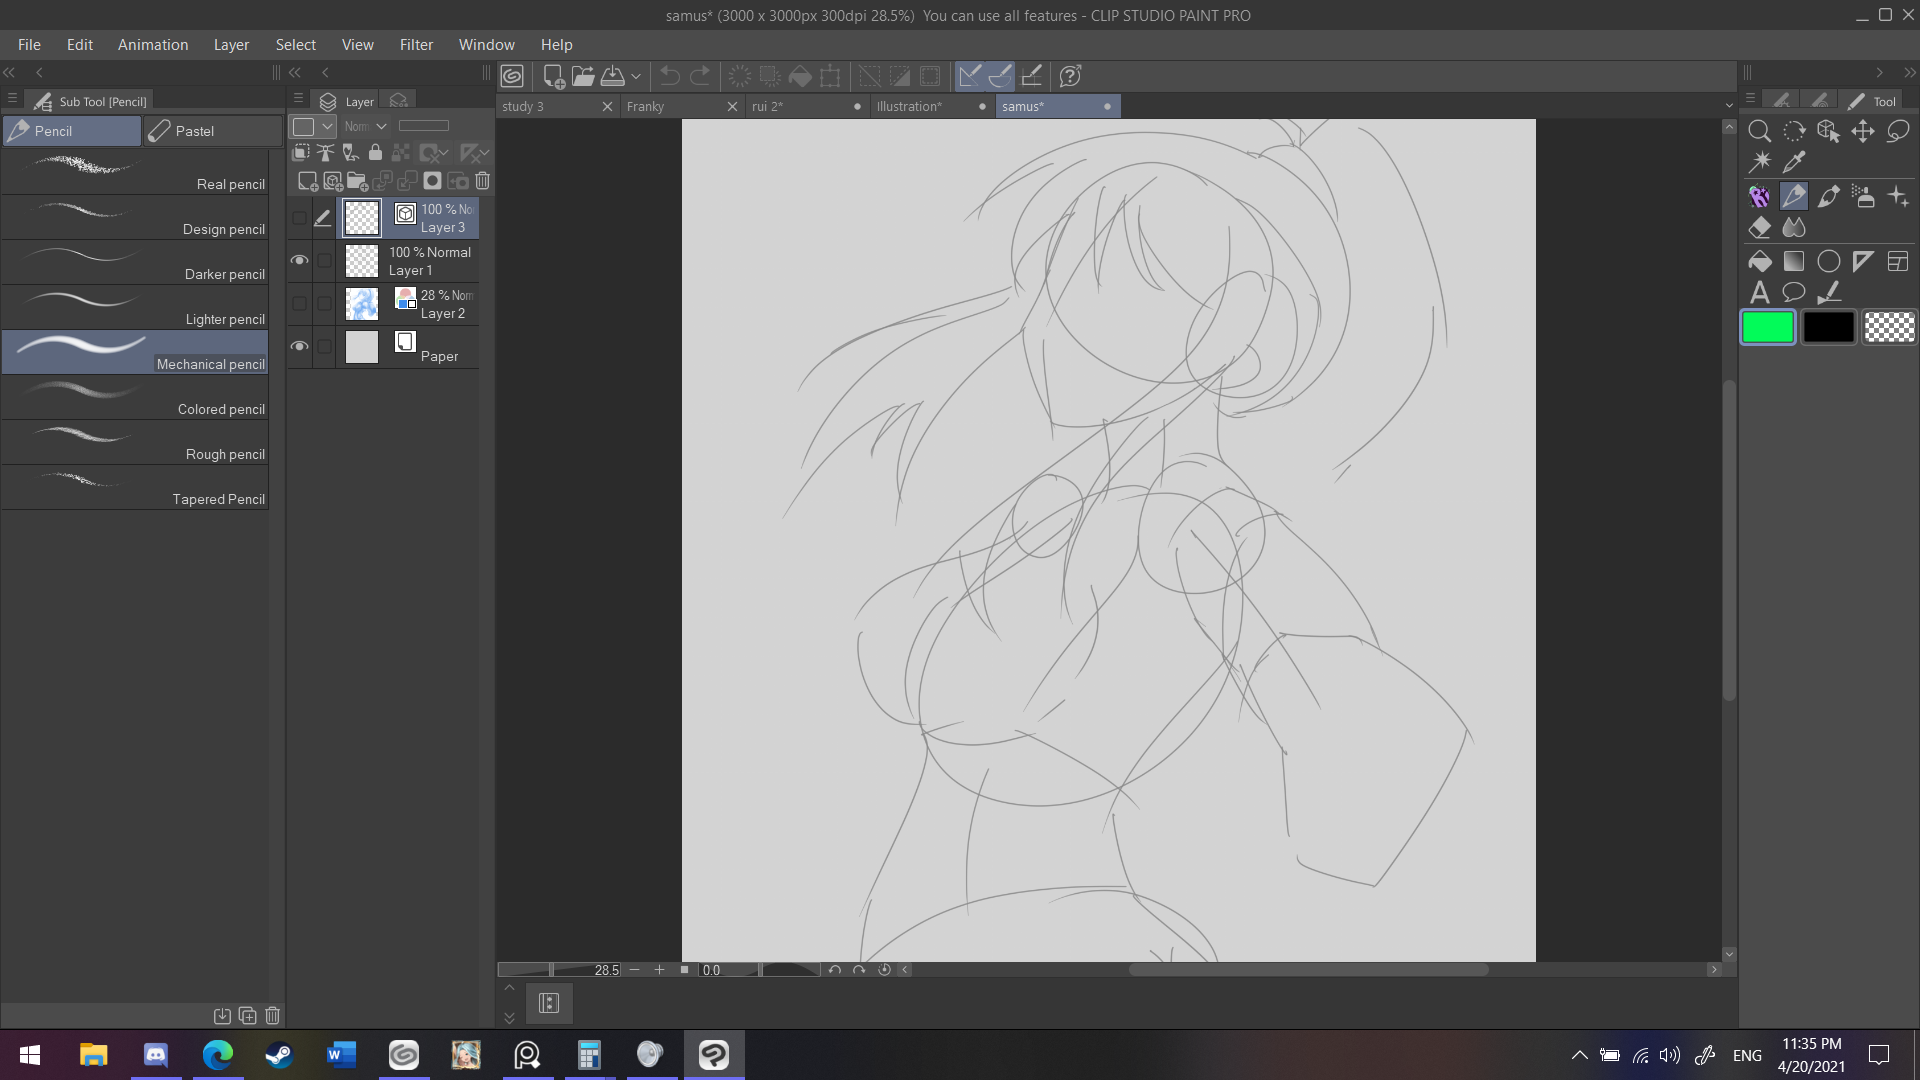 samus* (3000 x 3000px 300dpi 28.5%)  You can use all features - CLIP STUDIO PAINT PRO
File Edit Animation Layer Select View Filter Window Help
Sub Tool [Pencil]
Layer
Tool
study 3
Franky
rui 2*
Illustration*
samus*
Pencil
Pastel
Norm
Real pencil
Design pencil
Darker pencil
Lighter pencil
Mechanical pencil
Colored pencil
Rough pencil
Tapered Pencil
100 % No
Layer 3
100 % Normal
Layer 1
28 % Norm
Layer 2
Paper
28.5
0.0
ENG
11:35 PM
4/20/2021